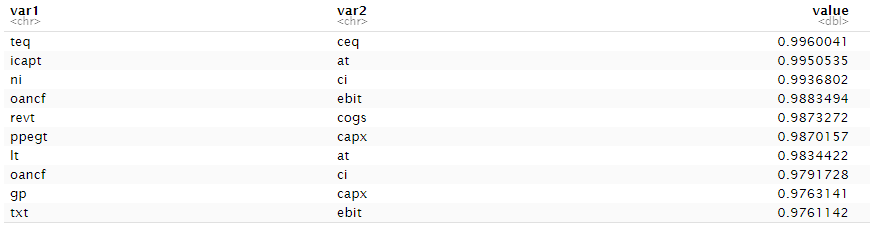 var1 var2 value
<chr> <chr> <dbl>
teq ceq 0.9960041
icapt at 0.9950535
ni ci 0.9936802
oancf ebit 0.9883494
revt cogs 0.9873272
ppegt capx 0.9870157
lt at 0.9834422
oancf ci 0.9791728
gp capx 0.9763141
txt ebit 0.9761142